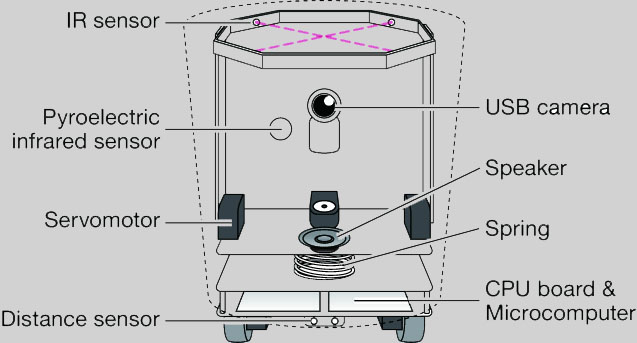 IR sensor
Pyroelectric
infrared sensor
Servomotor
Distance sensor
USB camera
Speaker
Spring
CPU board &
Microcomputer